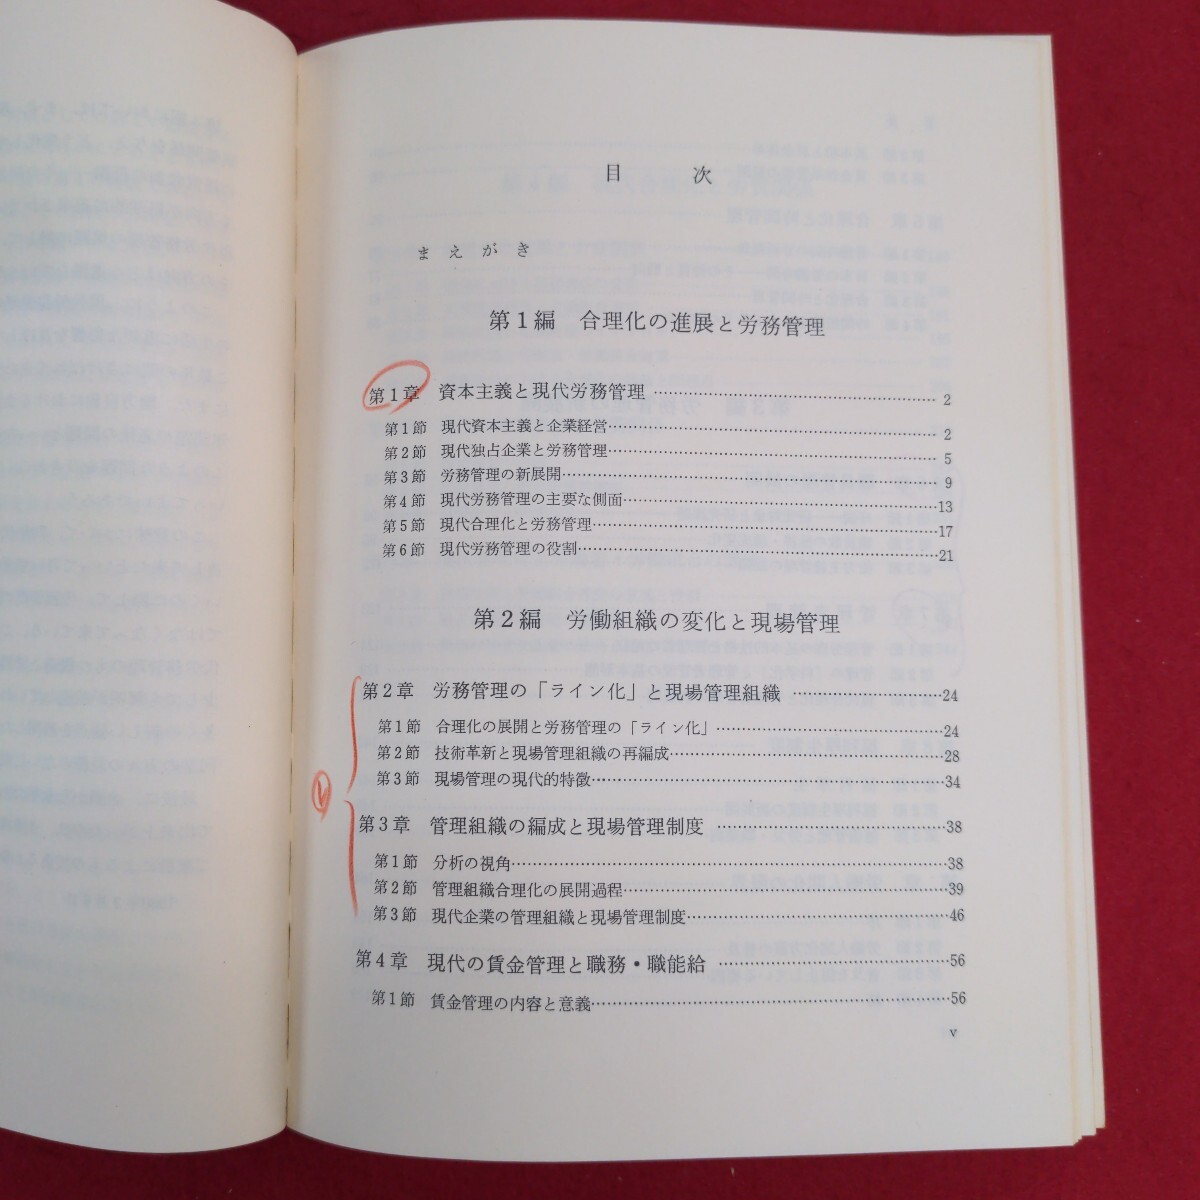 目次
まえがき
第1編　合理化の進展と労務管理
第1章　資本主義と現代労務管理 …… 2
第1節　現代資本主義と企業経営 …… 2
第2節　現代独占企業と労務管理 …… 5
第3節　労務管理の新展開 …… 9
第4節　現代労務管理の主要な側面 …… 13
第5節　現代合理化と労務管理 …… 17
第6節　現代労務管理の役割 …… 21
第2編　労働組織の変化と現場管理
第2章　労務管理の「ライン化」と現場管理組織 …… 24
第1節　合理化の展開と労務管理の「ライン化」 …… 24
第2節　技術革新と現場管理組織の再編成 …… 28
第3節　現場管理の現代的特徴 …… 34
第3章　管理組織の編成と現場管理制度 …… 38
第1節　分析の視角 …… 38
第2節　管理組織合理化の展開過程 …… 39
第3節　現代企業の管理組織と現場管理制度 …… 46
第4章　現代の賃金管理と職務・職能給 …… 56
第1節　賃金管理の内容と意義 …… 56
v